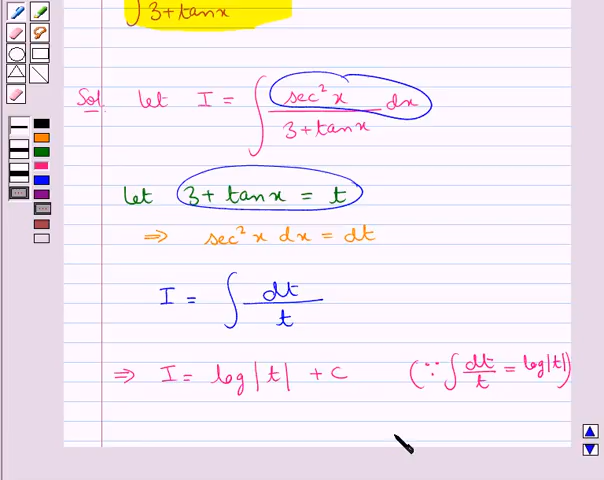 ∫ 3 + tanx
Sol. let I = ∫ sec²x / 3 + tanx dx
let 3 + tanx = t
⇒ sec²x dx = dt
I = ∫ dt / t
⇒ I = log|t| + c (∵ ∫ dt / t = log|t|)